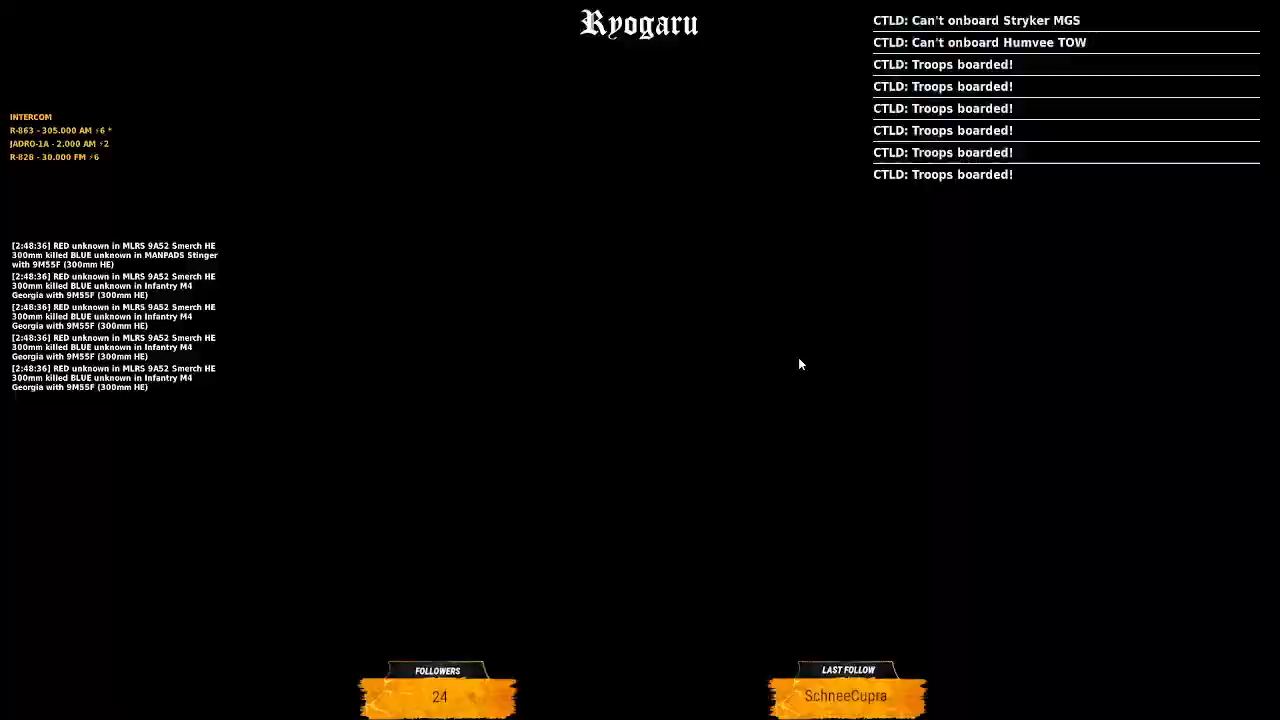 Ryogaru
CTLD: Can't onboard Stryker MGS
CTLD: Can't onboard Humvee TOW
CTLD: Troops boarded!
CTLD: Troops boarded!
CTLD: Troops boarded!
CTLD: Troops boarded!
CTLD: Troops boarded!
CTLD: Troops boarded!
INTERCOM
R-863 - 305.000 AM ⚡6 *
JADRO-1A - 2.000 AM ⚡2
R-828 - 30.000 FM ⚡6
[2:48:36] RED unknown in MLRS 9A52 Smerch HE
300mm killed BLUE unknown in MANPADS Stinger
with 9M55F (300mm HE)
[2:48:36] RED unknown in MLRS 9A52 Smerch HE
300mm killed BLUE unknown in Infantry M4
Georgia with 9M55F (300mm HE)
[2:48:36] RED unknown in MLRS 9A52 Smerch HE
300mm killed BLUE unknown in Infantry M4
Georgia with 9M55F (300mm HE)
[2:48:36] RED unknown in MLRS 9A52 Smerch HE
300mm killed BLUE unknown in Infantry M4
Georgia with 9M55F (300mm HE)
[2:48:36] RED unknown in MLRS 9A52 Smerch HE
300mm killed BLUE unknown in Infantry M4
Georgia with 9M55F (300mm HE)
FOLLOWERS
24
LAST FOLLOW
SchneeCupra